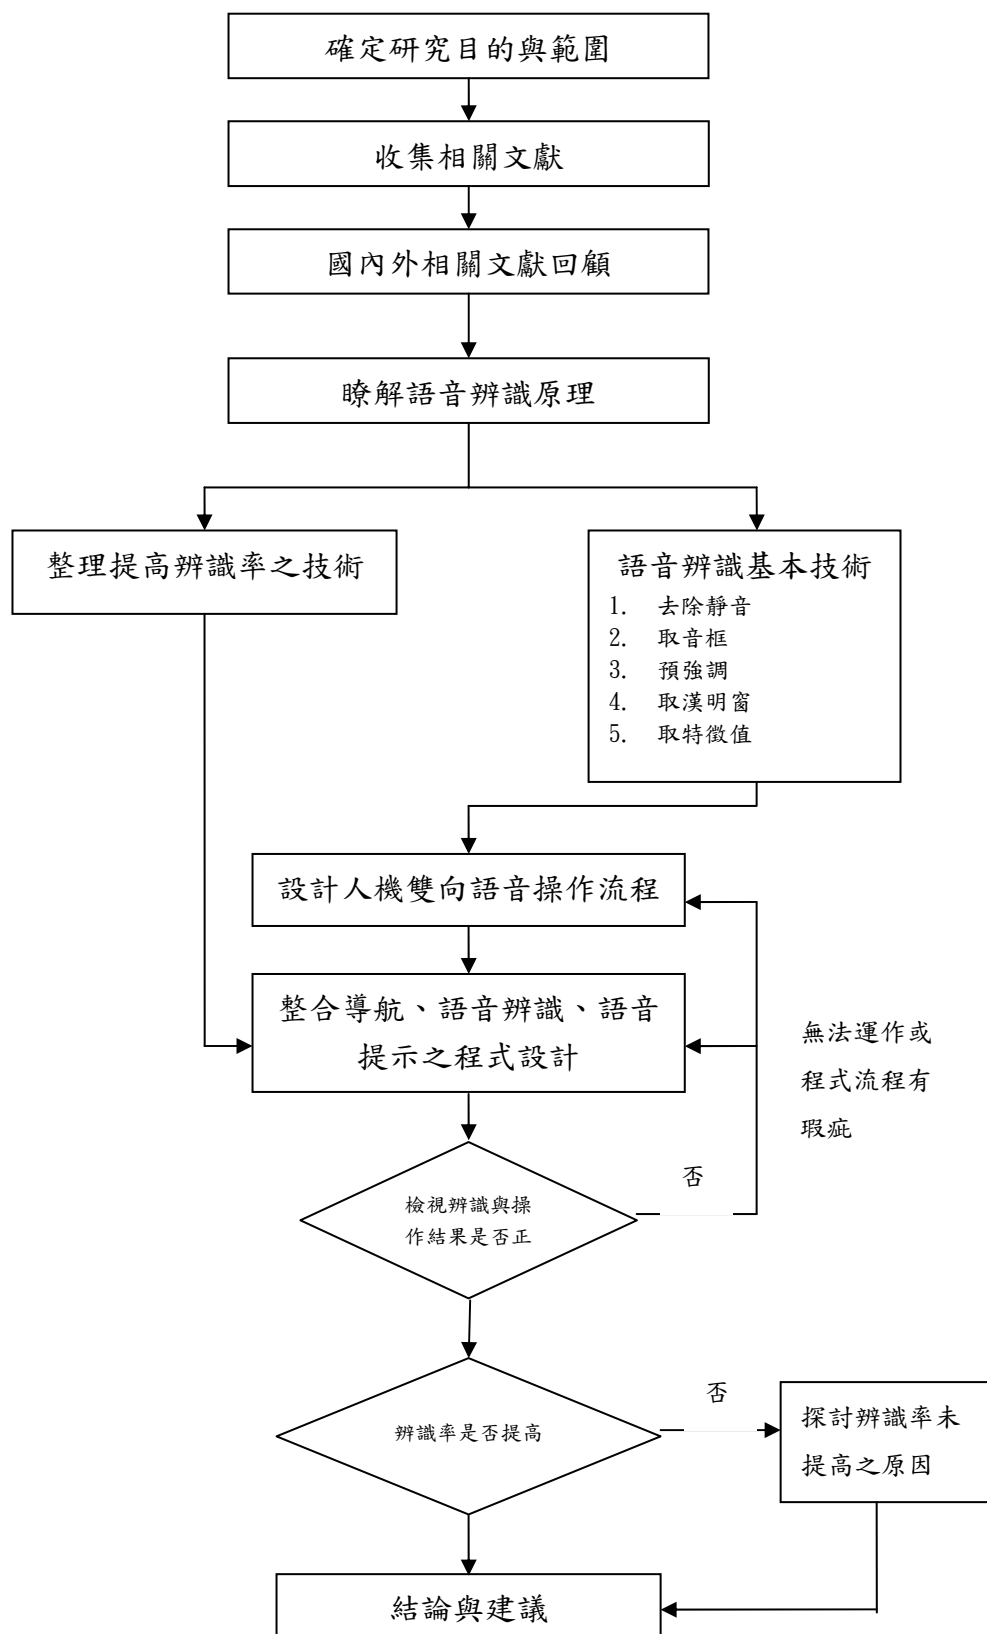 確定研究目的與範圍
收集相關文獻
國內外相關文獻回顧
瞭解語音辨識原理
整理提高辨識率之技術
語音辨識基本技術
1. 去除靜音
2. 取音框
3. 預強調
4. 取漢明窗
5. 取特徵值
設計人機雙向語音操作流程
整合導航、語音辨識、語音
提示之程式設計
無法運作或
程式流程有
瑕疵
否
檢視辨識與操
作結果是否正
否
辨識率是否提高
探討辨識率未
提高之原因
結論與建議